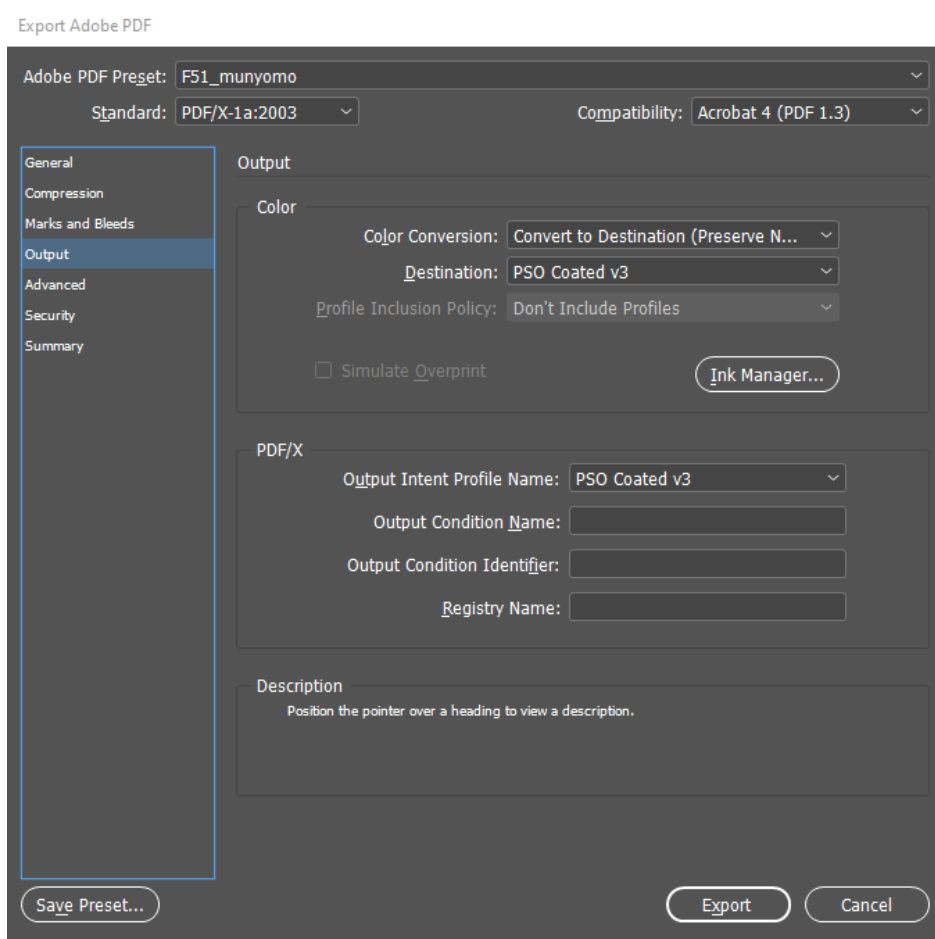 Export Adobe PDF
Adobe PDF Preset: F51_munyomo
Standard: PDF/X-1a:2003 Compatibility: Acrobat 4 (PDF 1.3)
General
Compression
Marks and Bleeds
Output
Advanced
Security
Summary
Output
Color
Color Conversion: Convert to Destination (Preserve N...
Destination: PSO Coated v3
Profile Inclusion Policy: Don't Include Profiles
Simulate Overprint Ink Manager...
PDF/X
Output Intent Profile Name: PSO Coated v3
Output Condition Name:
Output Condition Identifier:
Registry Name:
Description
Position the pointer over a heading to view a description.
Save Preset... Export Cancel